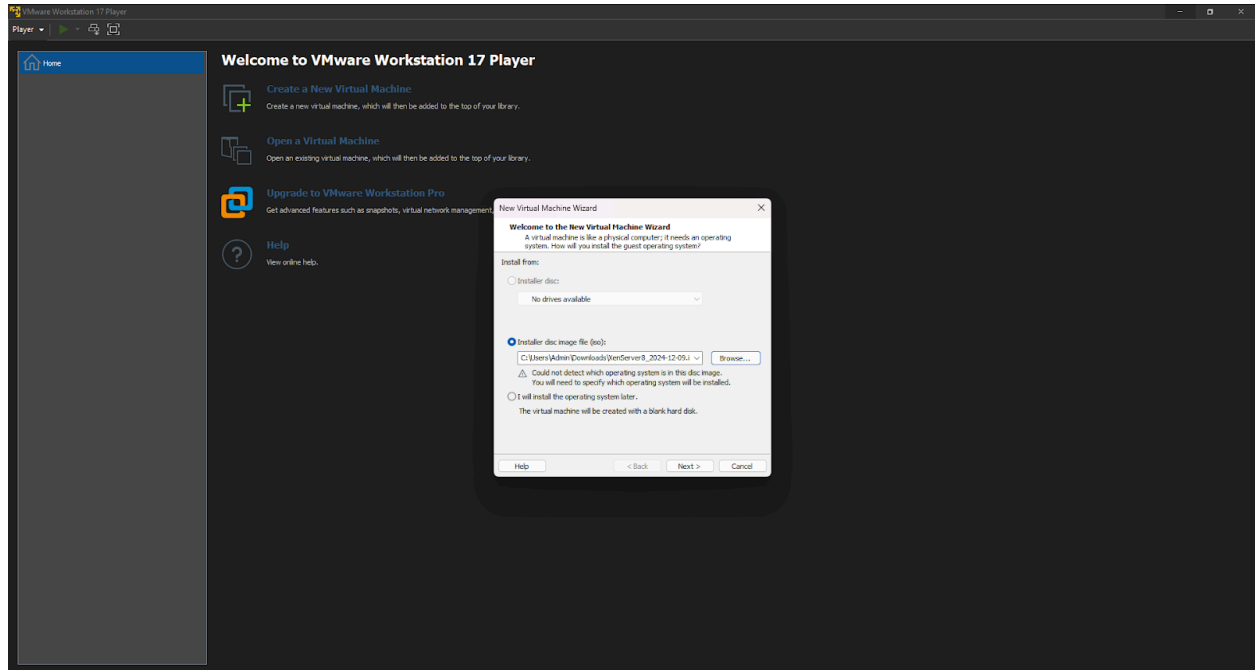 VMware Workstation 17 Player
Player
Home
Welcome to VMware Workstation 17 Player
Create a New Virtual Machine
Create a new virtual machine, which will then be added to the top of your library.
Open a Virtual Machine
Open an existing virtual machine, which will then be added to the top of your library.
Upgrade to VMware Workstation Pro
Get advanced features such as snapshots, virtual network management,
Help
View online help.
New Virtual Machine Wizard
Welcome to the New Virtual Machine Wizard
A virtual machine is like a physical computer; it needs an operating
system. How will you install the guest operating system?
Install from:
Installer disc:
No drives available
Installer disc image file (iso):
C:\Users\Admin\Downloads\XenServer8_2024-12-09.i
Browse...
Could not detect which operating system is in this disc image.
You will need to specify which operating system will be installed.
I will install the operating system later.
The virtual machine will be created with a blank hard disk.
Help
< Back
Next >
Cancel